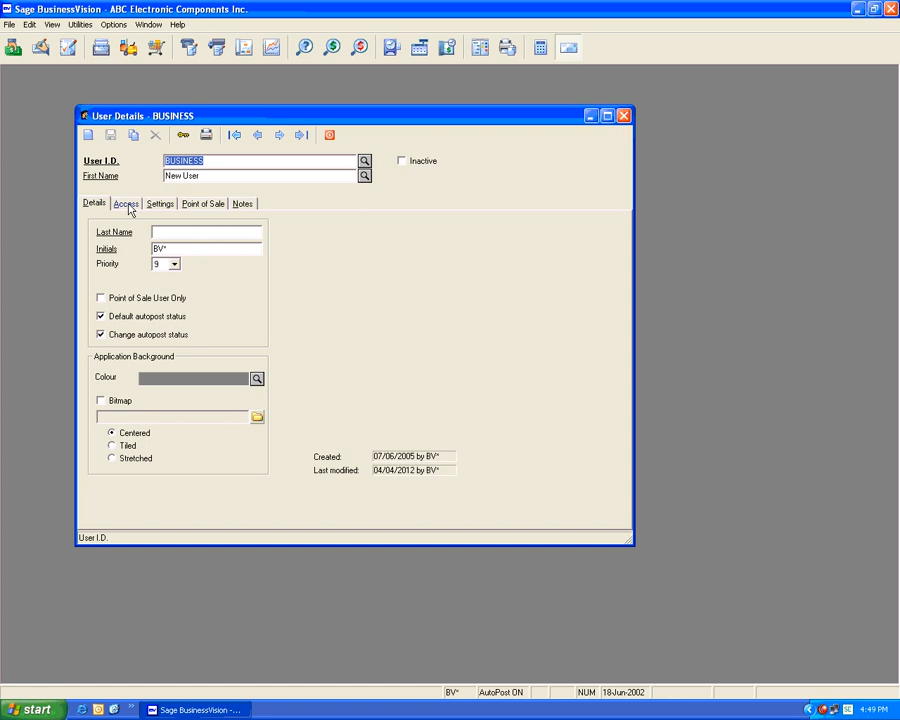 Sage BusinessVision - ABC Electronic Components Inc.
File Edit View Utilities Options Window Help
User Details - BUSINESS
User I.D. BUSINESS Inactive
First Name New User
Details Access Settings Point of Sale Notes
Last Name
Initials BV*
Priority 9
Point of Sale User Only
Default autopost status
Change autopost status
Application Background
Colour
Bitmap
Centered
Tiled
Stretched
Created: 07/06/2005 by BV*
Last modified: 04/04/2012 by BV*
User I.D.
BV* AutoPost ON NUM 18-Jun-2002
start Sage BusinessVision -... 4:49 PM